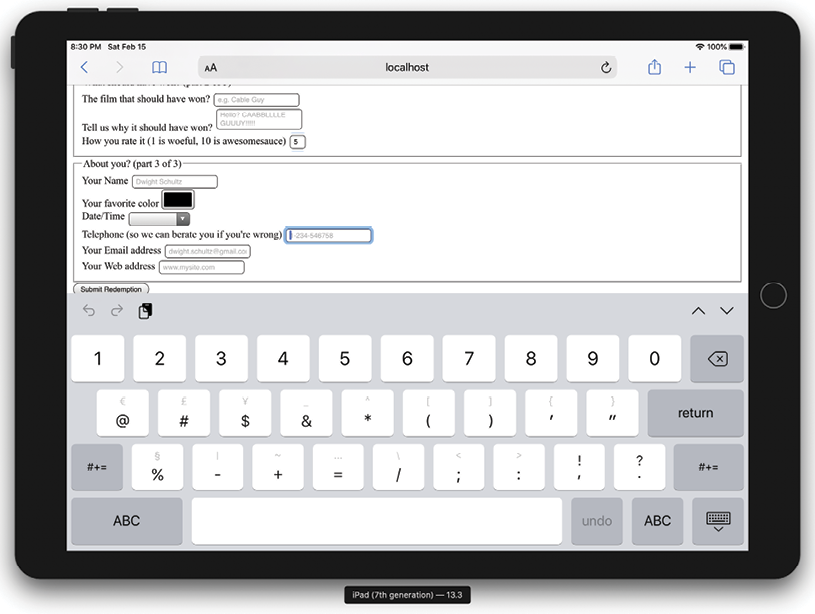 8:30 PM Sat Feb 15 100%
AA localhost
The film that should have won? e.g. Cable Guy
Hello? CAABBLLLLE
GUUUY!!!!!
Tell us why it should have won?
How you rate it (1 is woeful, 10 is awesomesauce) 5
About you? (part 3 of 3)
Your Name Dwight Schultz
Your favorite color
Date/Time
Telephone (so we can berate you if you're wrong) -234-546758
Your Email address dwight.schultz@gmail.co
Your Web address www.mysite.com
Submit Redemption
1 2 3 4 5 6 7 8 9 0
€ £ ¥ _ ^ [ ] { }
@ # $ & * ( ) ' " return
§ | ~ … \ < > ! ?
#+= % - + = / ; : , . #+=
ABC undo ABC
iPad (7th generation) — 13.3